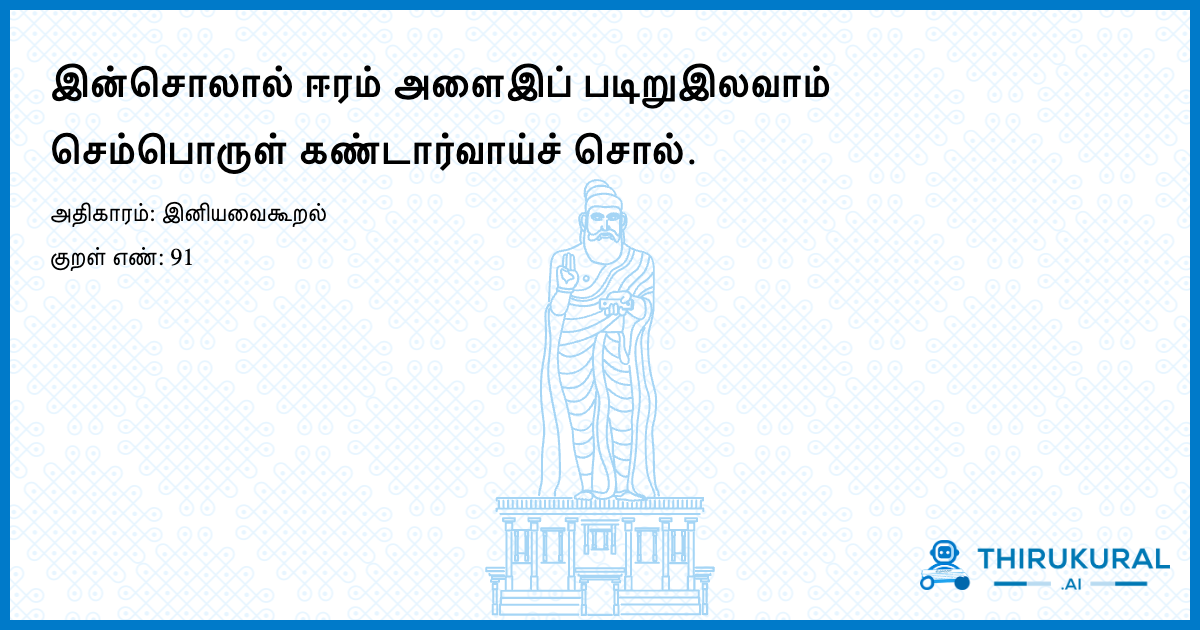 இன்சொலால் ஈரம் அளைஇப் படிறுஇலவாம்
செம்பொருள் கண்டார்வாய்ச் சொல்.
அதிகாரம்: இனியவைகூறல்
குறள் எண்: 91
THIRUKURAL
.AI